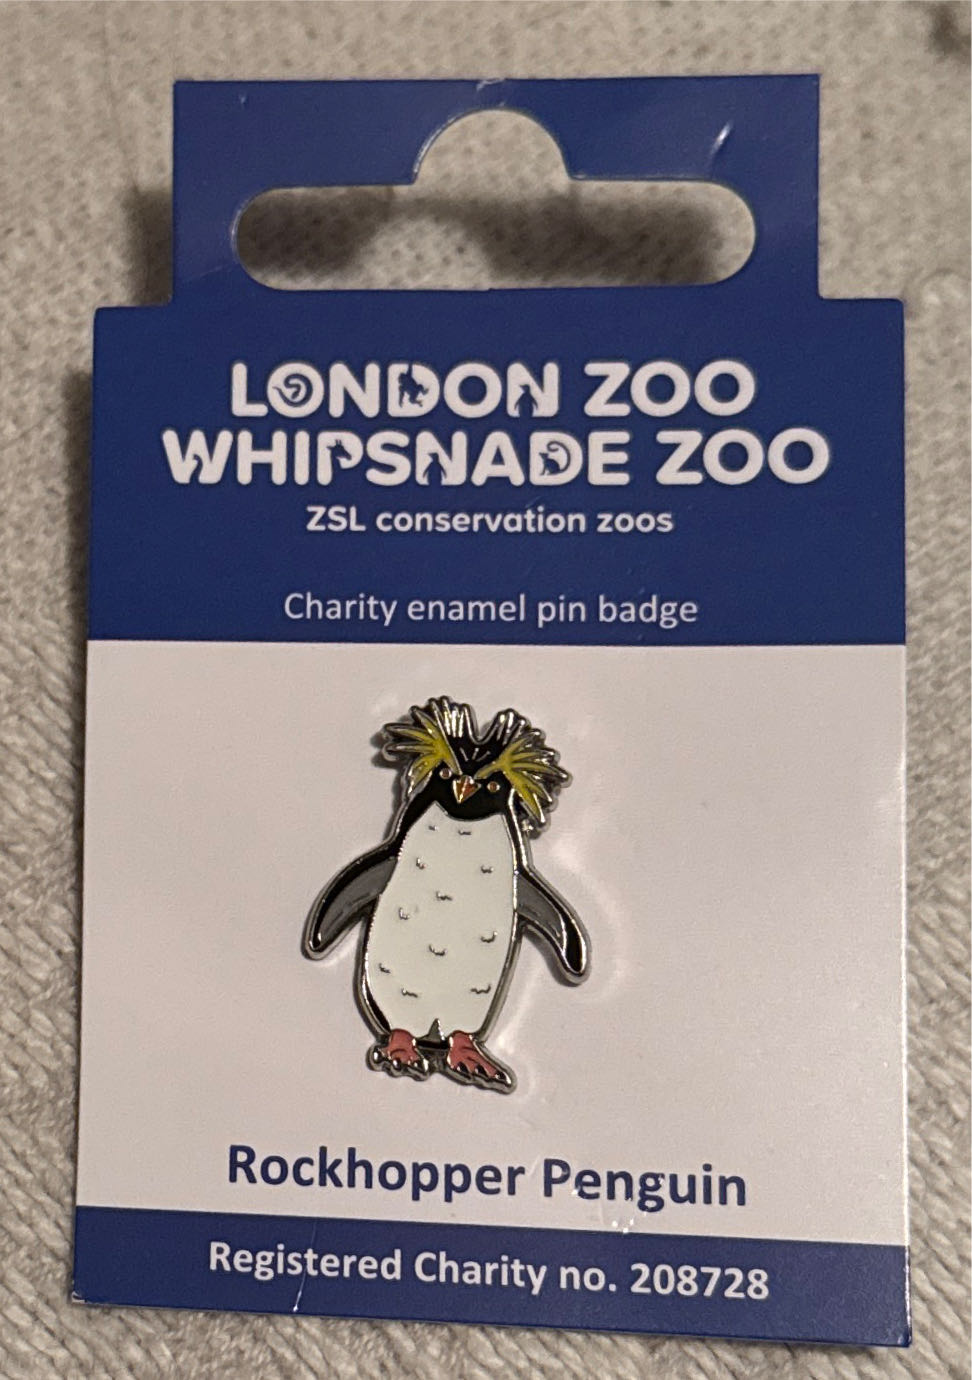 LONDON ZOO
WHIPSNADE ZOO
ZSL conservation zoos
Charity enamel pin badge
Rockhopper Penguin
Registered Charity no. 208728